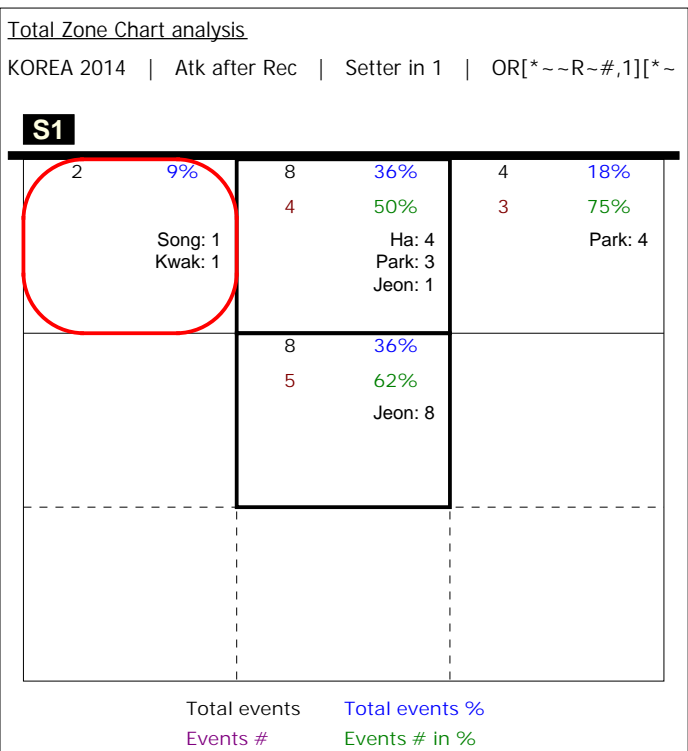 Total Zone Chart analysis
KOREA 2014 | Atk after Rec | Setter in 1 | OR[*~~R~#,1][*~
S1
2 9% 8 36% 4 18%
4 50% 3 75%
Song: 1 Ha: 4 Park: 4
Kwak: 1 Park: 3
Jeon: 1
8 36%
5 62%
Jeon: 8
Total events Total events %
Events # Events # in %